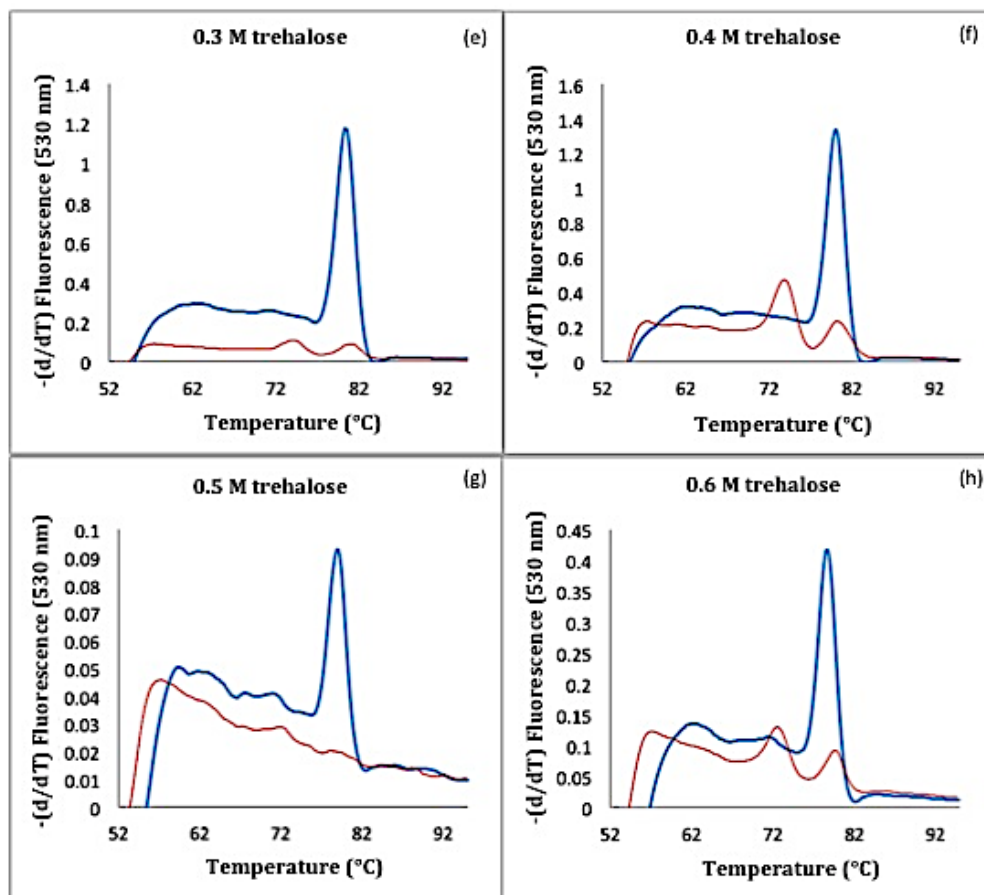 0.3 M trehalose
(e)
-(d/dT) Fluorescence (530 nm)
1.4
1.2
1
0.8
0.6
0.4
0.2
0
52 62 72 82 92
Temperature (°C)
0.4 M trehalose
(f)
-(d/dT) Fluorescence (530 nm)
1.6
1.4
1.2
1
0.8
0.6
0.4
0.2
0
52 62 72 82 92
Temperature (°C)
0.5 M trehalose
(g)
-(d/dT) Fluorescence (530 nm)
0.1
0.09
0.08
0.07
0.06
0.05
0.04
0.03
0.02
0.01
0
52 62 72 82 92
Temperature (°C)
0.6 M trehalose
(h)
-(d/dT) Fluorescence (530 nm)
0.45
0.4
0.35
0.3
0.25
0.2
0.15
0.1
0.05
0
52 62 72 82 92
Temperature (°C)